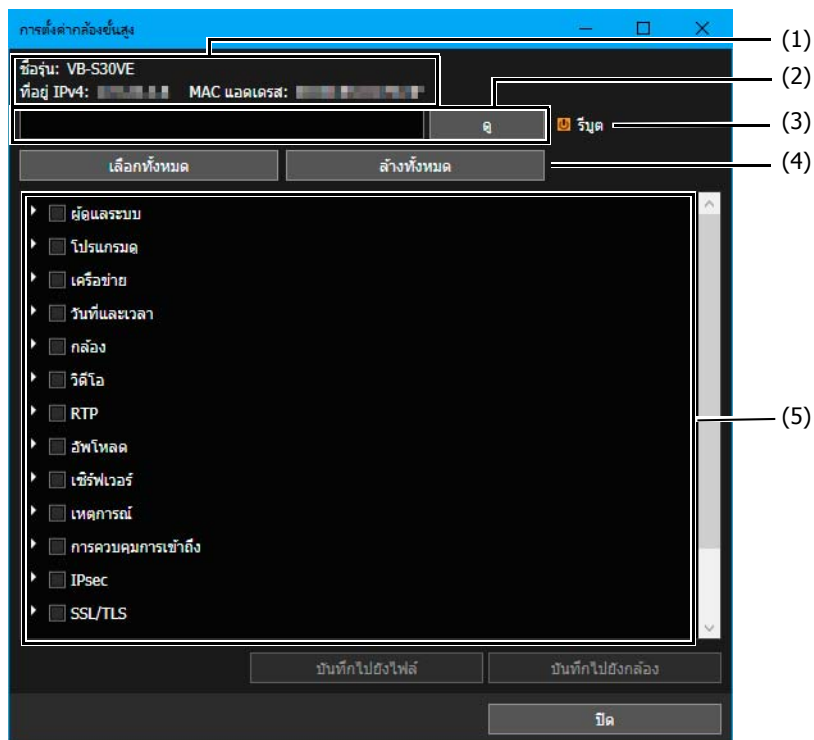 การตั้งค่ากล้องขั้นสูง
(1)
ชื่อรุ่น: VB-S30VE
(2)
ที่อยู่ IPv4: MAC แอดเดรส:
ดู
รีบูต
(3)
เลือกทั้งหมด ล้างทั้งหมด
(4)
ผู้ดูแลระบบ
โปรแกรมดู
เครือข่าย
วันที่และเวลา
กล้อง
วิดีโอ
RTP
(5)
อัพโหลด
เซิร์ฟเวอร์
เหตุการณ์
การควบคุมการเข้าถึง
IPsec
SSL/TLS
บันทึกไปยังไฟล์ บันทึกไปยังกล้อง
ปิด